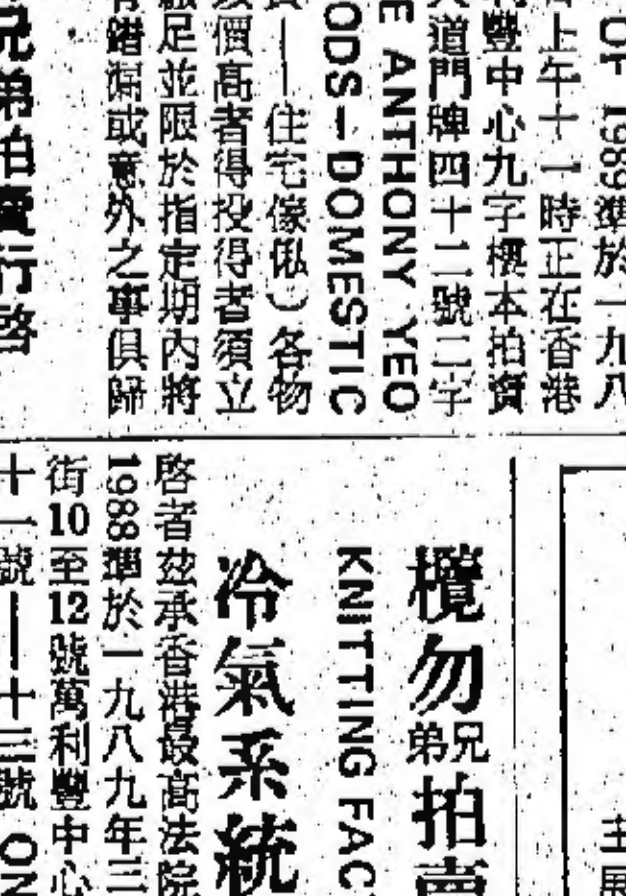 OF 1989準於一九八
上午十一時正在香港
豐中心九字樓本拍賣
道門牌四十二號二字
E ANTHONY YEO
ODS – DOMESTIC
住宅傢俬）各物
價高者得投得者須立
足並限於指定期內將
錯漏或意外之事俱歸
兄弟拍賣行啓
主
欖勿兄弟拍賣
KNITTING FAC
冷氣系統
啓者茲承香港最高法院
1988準於一九八九年三
街10至12號萬利豐中心
十一號——十三號 ON